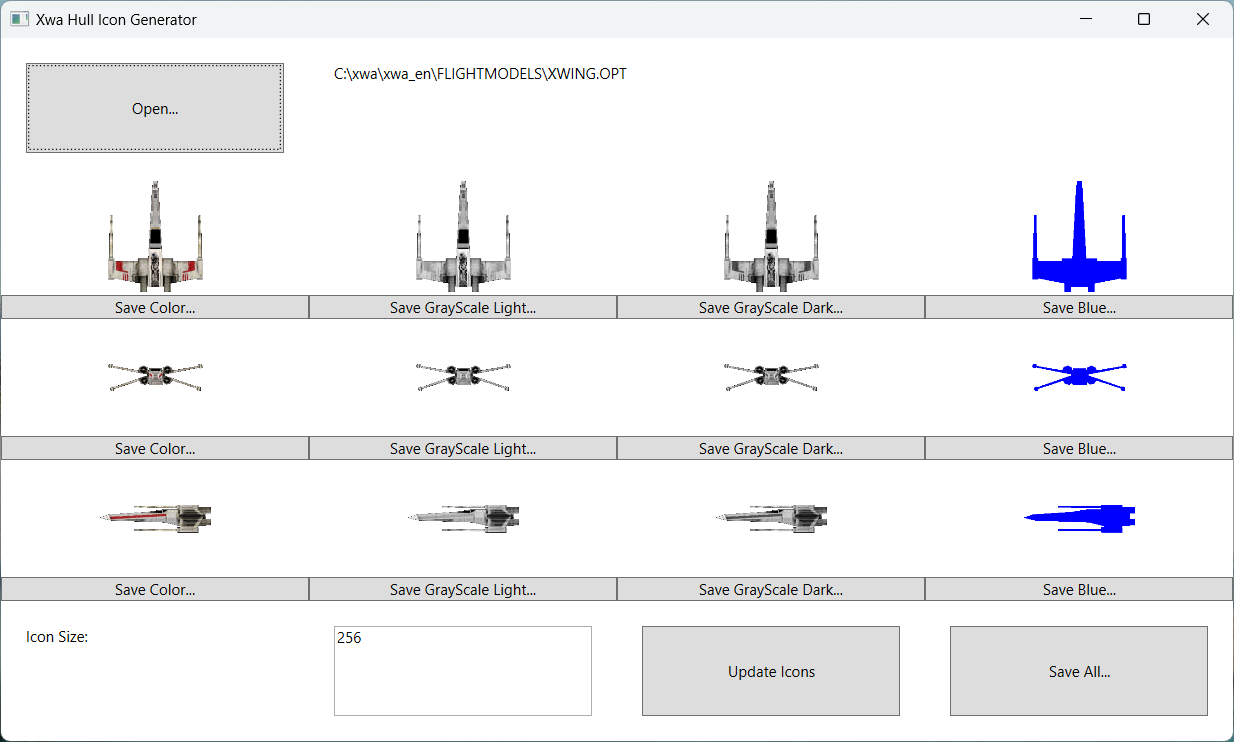 Xwa Hull Icon Generator
Open...
C:\xwa\xwa_en\FLIGHTMODELS\XWING.OPT
Save Color...
Save GrayScale Light...
Save GrayScale Dark...
Save Blue...
Save Color...
Save GrayScale Light...
Save GrayScale Dark...
Save Blue...
Save Color...
Save GrayScale Light...
Save GrayScale Dark...
Save Blue...
Icon Size:
256
Update Icons
Save All...